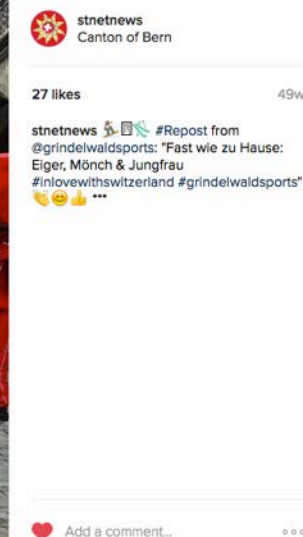 stnetnews
Canton of Bern
27 likes 49w
stnetnews 🏂 #Repost from
@grindelwaldsports: "Fast wie zu Hause:
Eiger, Mönch & Jungfrau
#inlovewithswitzerland #grindelwaldsports"
👏😊👍 •••
Add a comment...